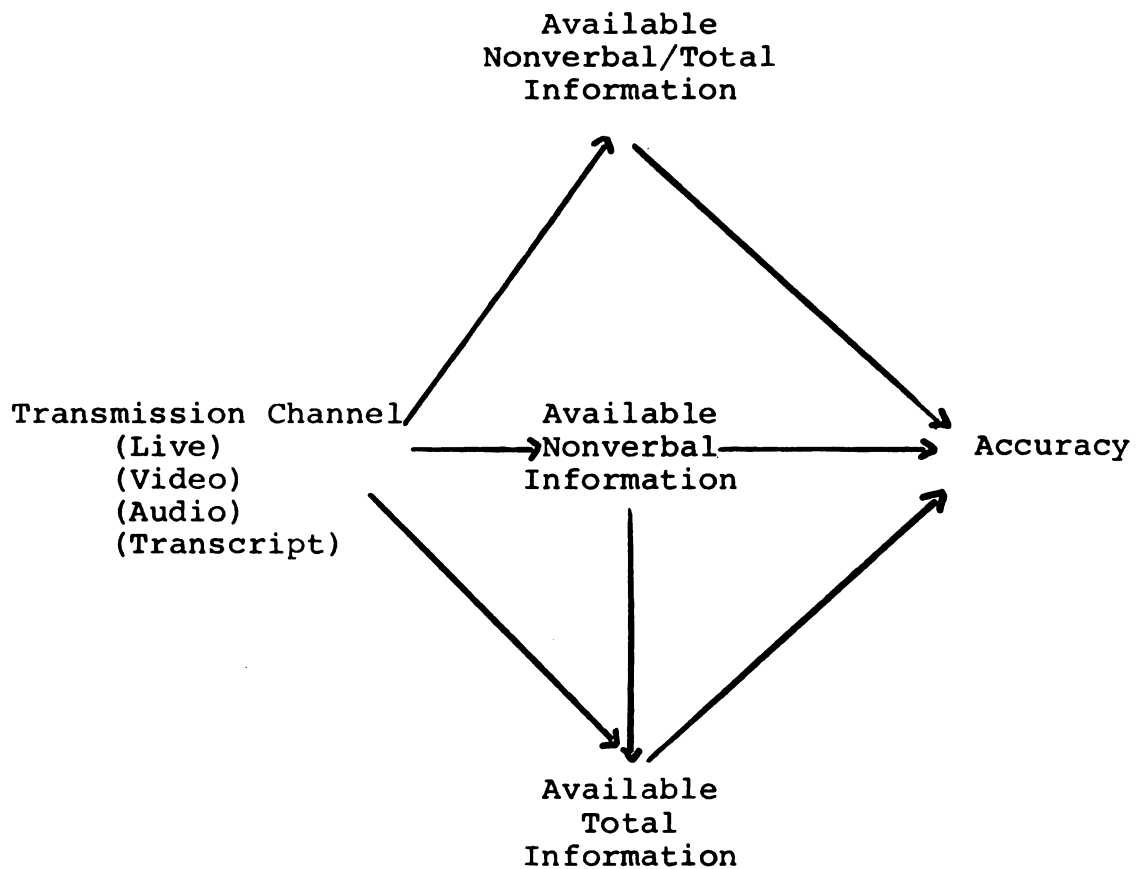 Available
Nonverbal/Total
Information
Transmission Channel
(Live)
(Video)
(Audio)
(Transcript)
Available
Nonverbal
Information
Accuracy
Available
Total
Information